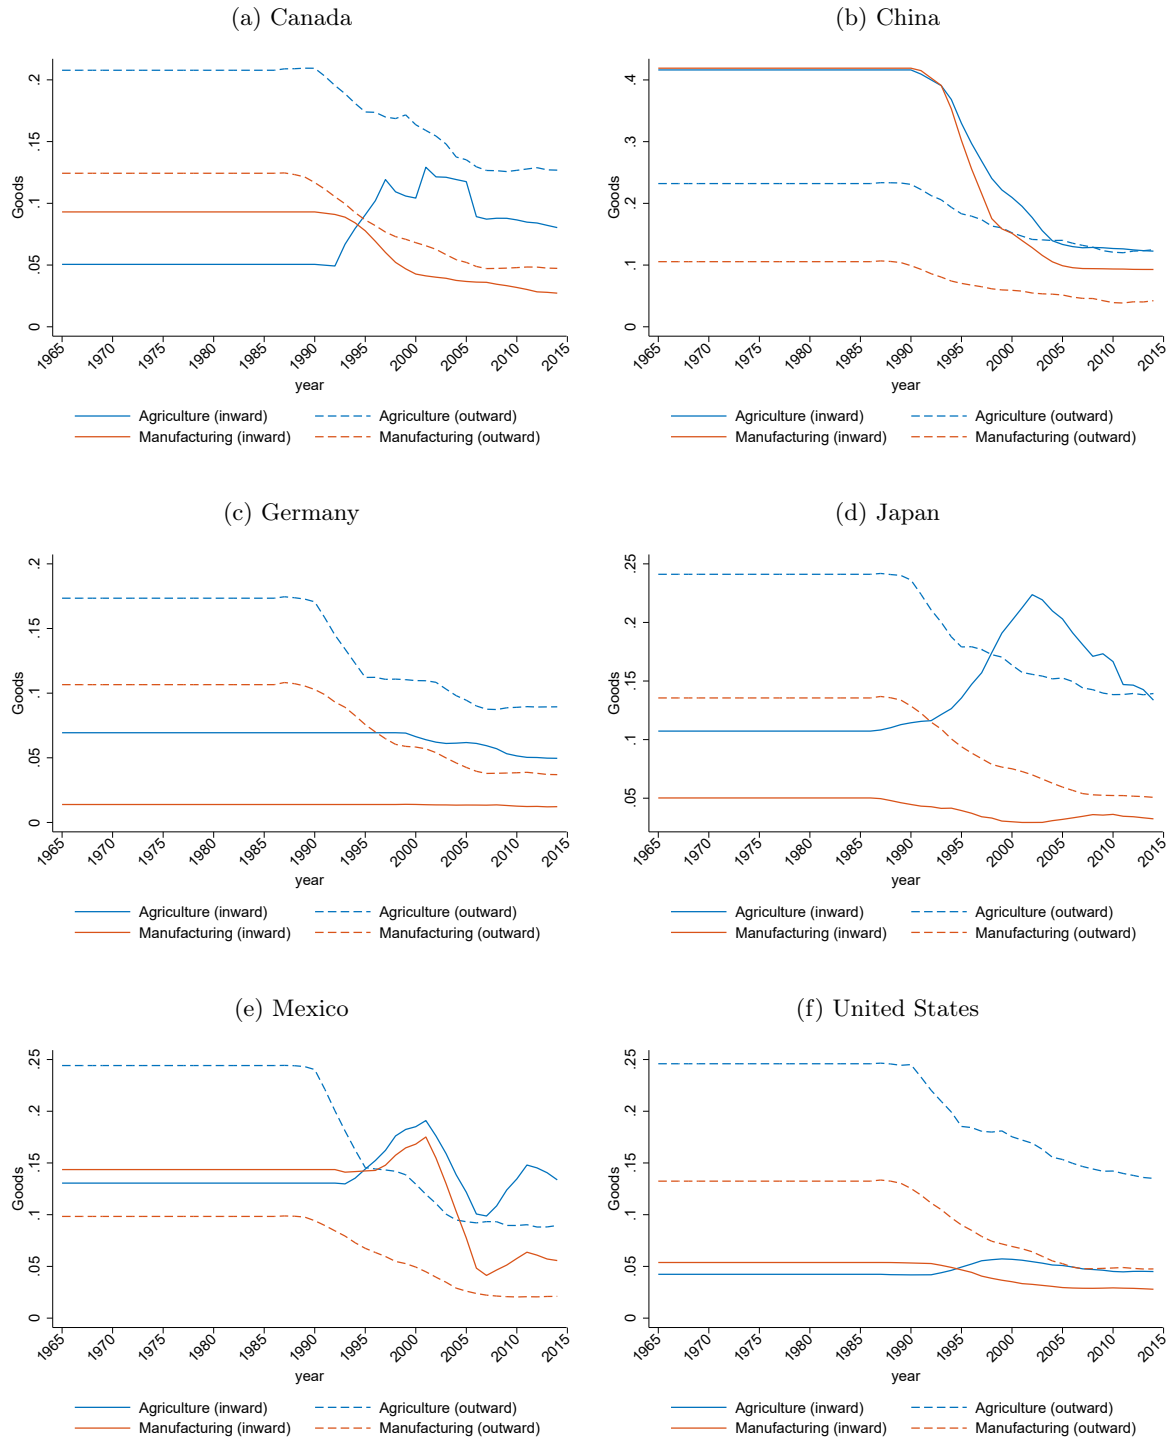 (a) Canada
Goods
0 .05 .1 .15 .2
1965 1970 1975 1980 1985 1990 1995 2000 2005 2010 2015
year
Agriculture (inward) Agriculture (outward)
Manufacturing (inward) Manufacturing (outward)
(b) China
Goods
0 .1 .2 .3 .4
1965 1970 1975 1980 1985 1990 1995 2000 2005 2010 2015
year
Agriculture (inward) Agriculture (outward)
Manufacturing (inward) Manufacturing (outward)
(c) Germany
Goods
0 .05 .1 .15 .2
1965 1970 1975 1980 1985 1990 1995 2000 2005 2010 2015
year
Agriculture (inward) Agriculture (outward)
Manufacturing (inward) Manufacturing (outward)
(d) Japan
Goods
.05 .1 .15 .2 .25
1965 1970 1975 1980 1985 1990 1995 2000 2005 2010 2015
year
Agriculture (inward) Agriculture (outward)
Manufacturing (inward) Manufacturing (outward)
(e) Mexico
Goods
0 .05 .1 .15 .2 .25
1965 1970 1975 1980 1985 1990 1995 2000 2005 2010 2015
year
Agriculture (inward) Agriculture (outward)
Manufacturing (inward) Manufacturing (outward)
(f) United States
Goods
0 .05 .1 .15 .2 .25
1965 1970 1975 1980 1985 1990 1995 2000 2005 2010 2015
year
Agriculture (inward) Agriculture (outward)
Manufacturing (inward) Manufacturing (outward)